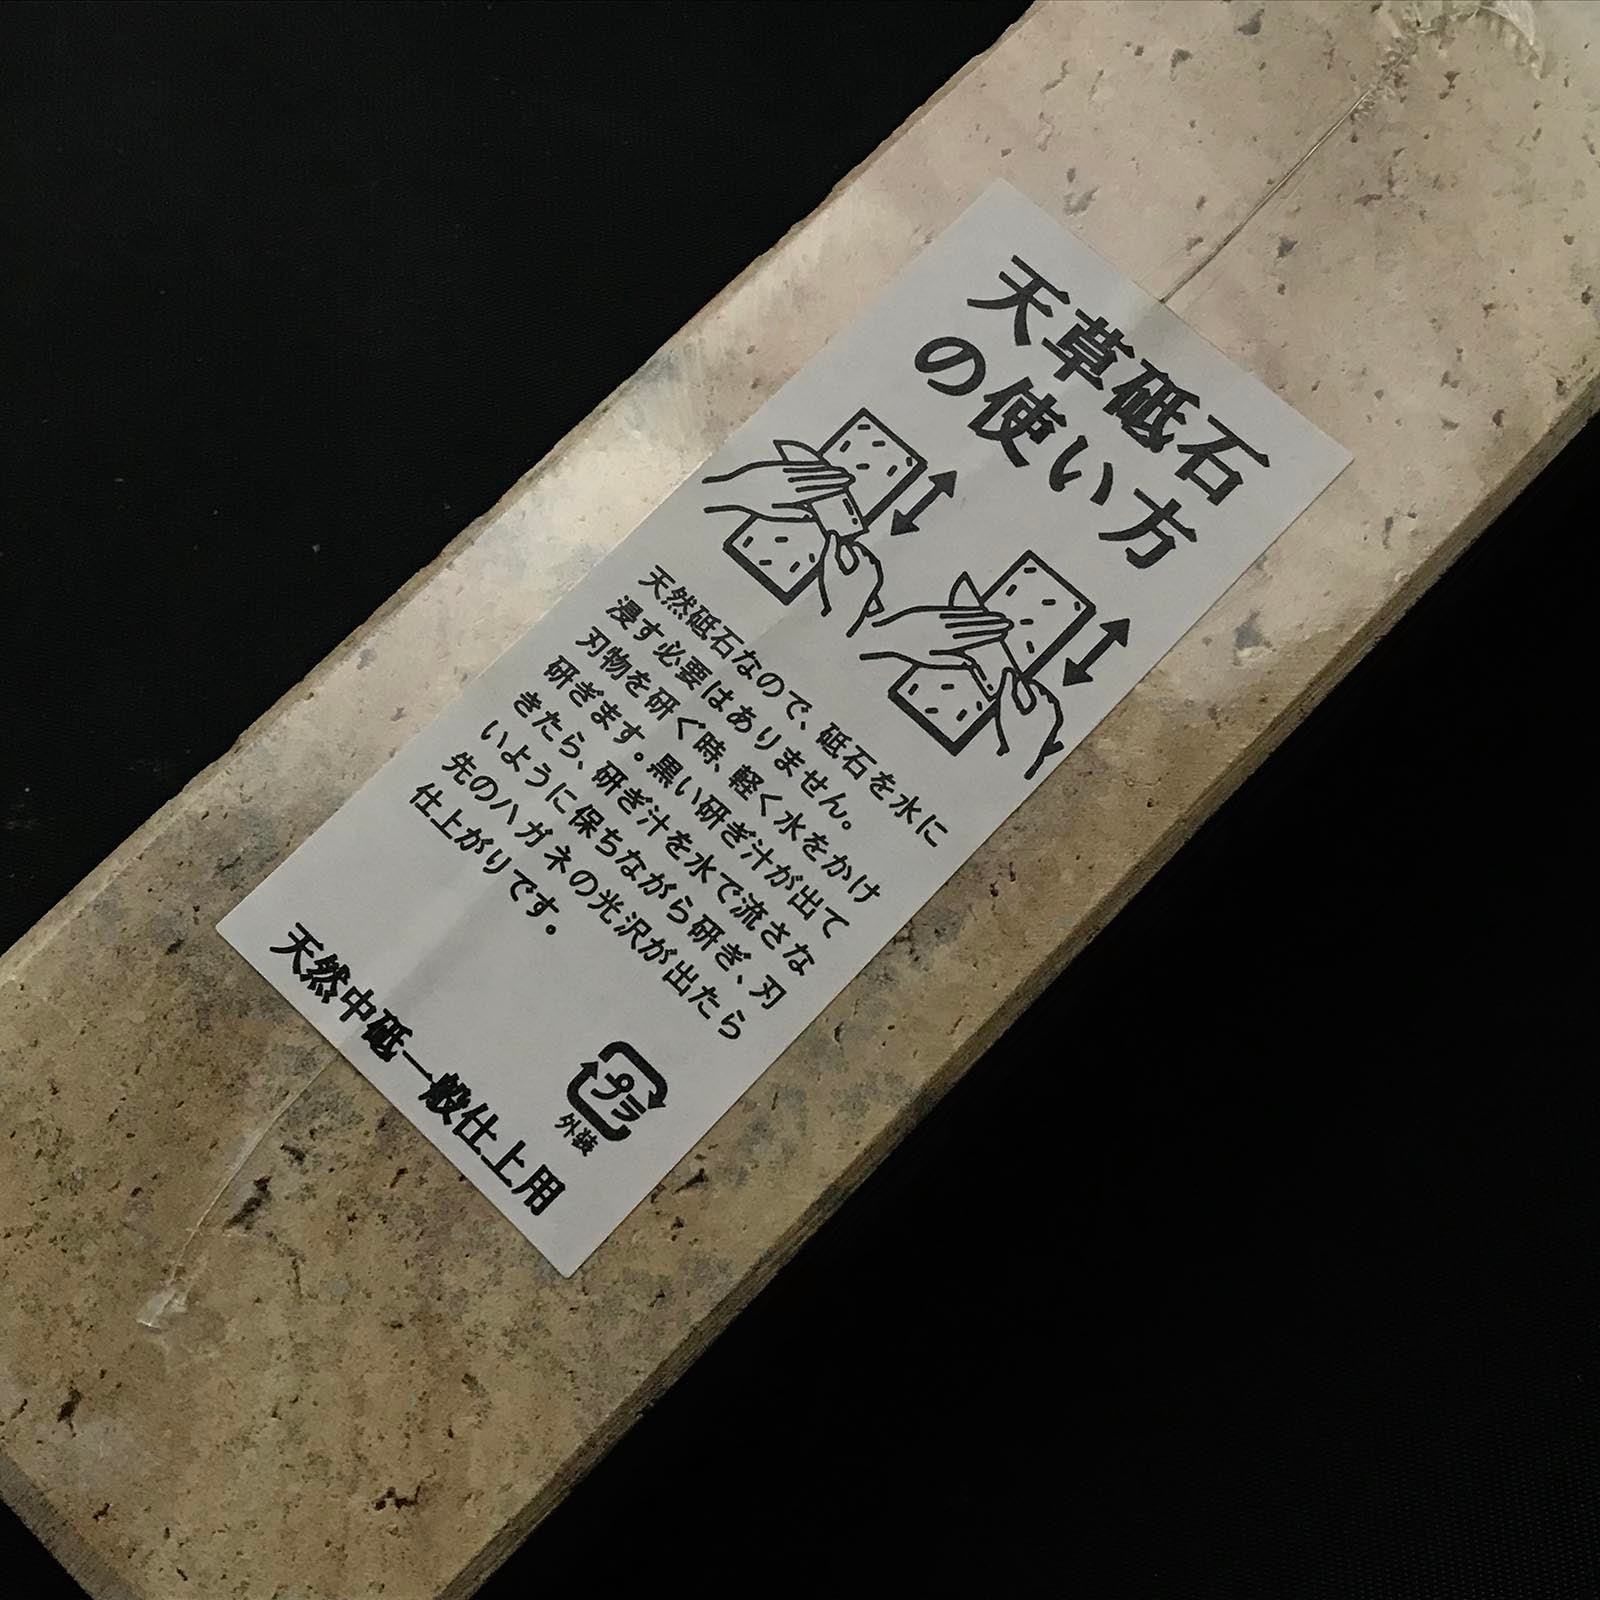 天草砥石
の使い方
天然砥石なので、砥石を水に
浸す必要はありません。
刃物を研ぐ時、軽く水をかけ
研ぎます。黒い研ぎ汁が出て
きたら、研ぎ汁を水で流さな
いように保ちながら研ぎ、刃
先のハガネの光沢が出たら
仕上がりです。
プラ
外装
天然中砥一般仕上用